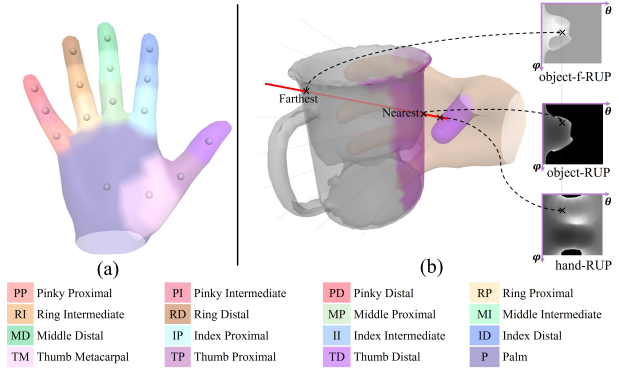 θ
φ
object-f-RUP
Farthest
Nearest
θ
φ
object-RUP
θ
φ
hand-RUP
(a)
(b)
PP Pinky Proximal PI Pinky Intermediate PD Pinky Distal RP Ring Proximal
RI Ring Intermediate RD Ring Distal MP Middle Proximal MI Middle Intermediate
MD Middle Distal IP Index Proximal II Index Intermediate ID Index Distal
TM Thumb Metacarpal TP Thumb Proximal TD Thumb Distal P Palm